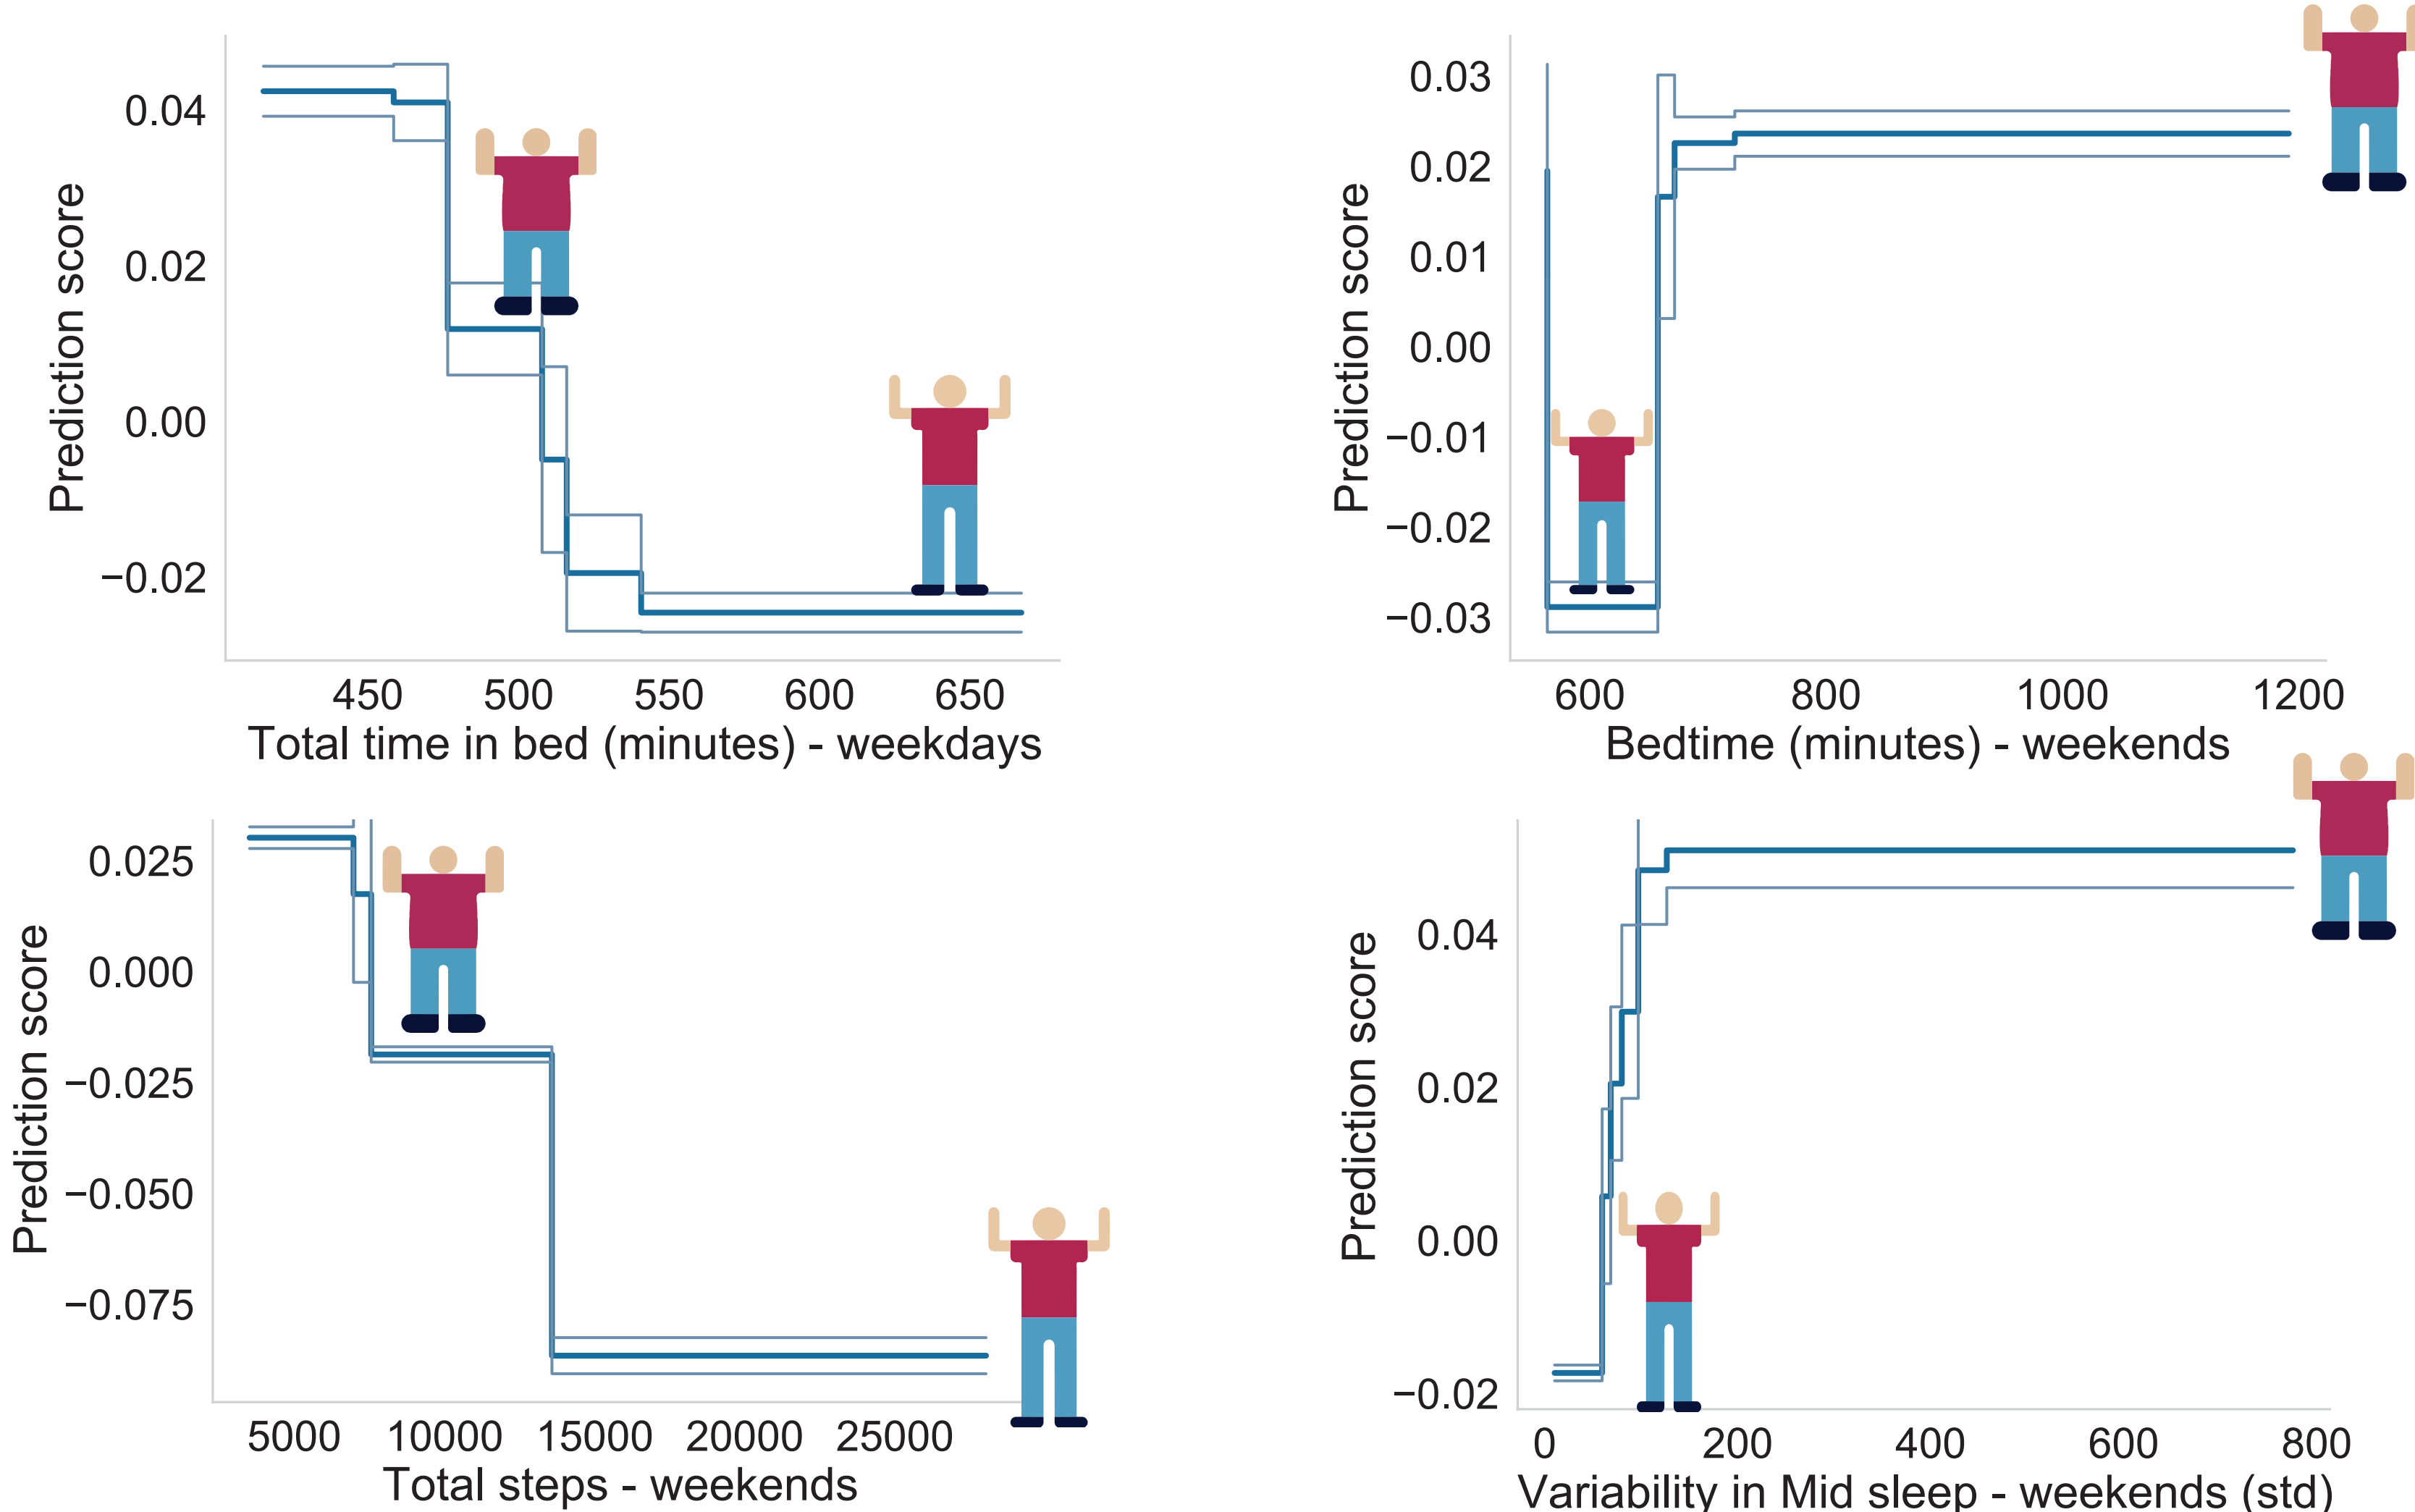 Prediction score
0.04
0.02
0.00
−0.02
450 500 550 600 650
Total time in bed (minutes) - weekdays
Prediction score
0.03
0.02
0.01
0.00
−0.01
−0.02
−0.03
600 800 1000 1200
Bedtime (minutes) - weekends
Prediction score
0.025
0.000
−0.025
−0.050
−0.075
5000 10000 15000 20000 25000
Total steps - weekends
Prediction score
0.04
0.02
0.00
−0.02
0 200 400 600 800
Variability in Mid sleep - weekends (std)